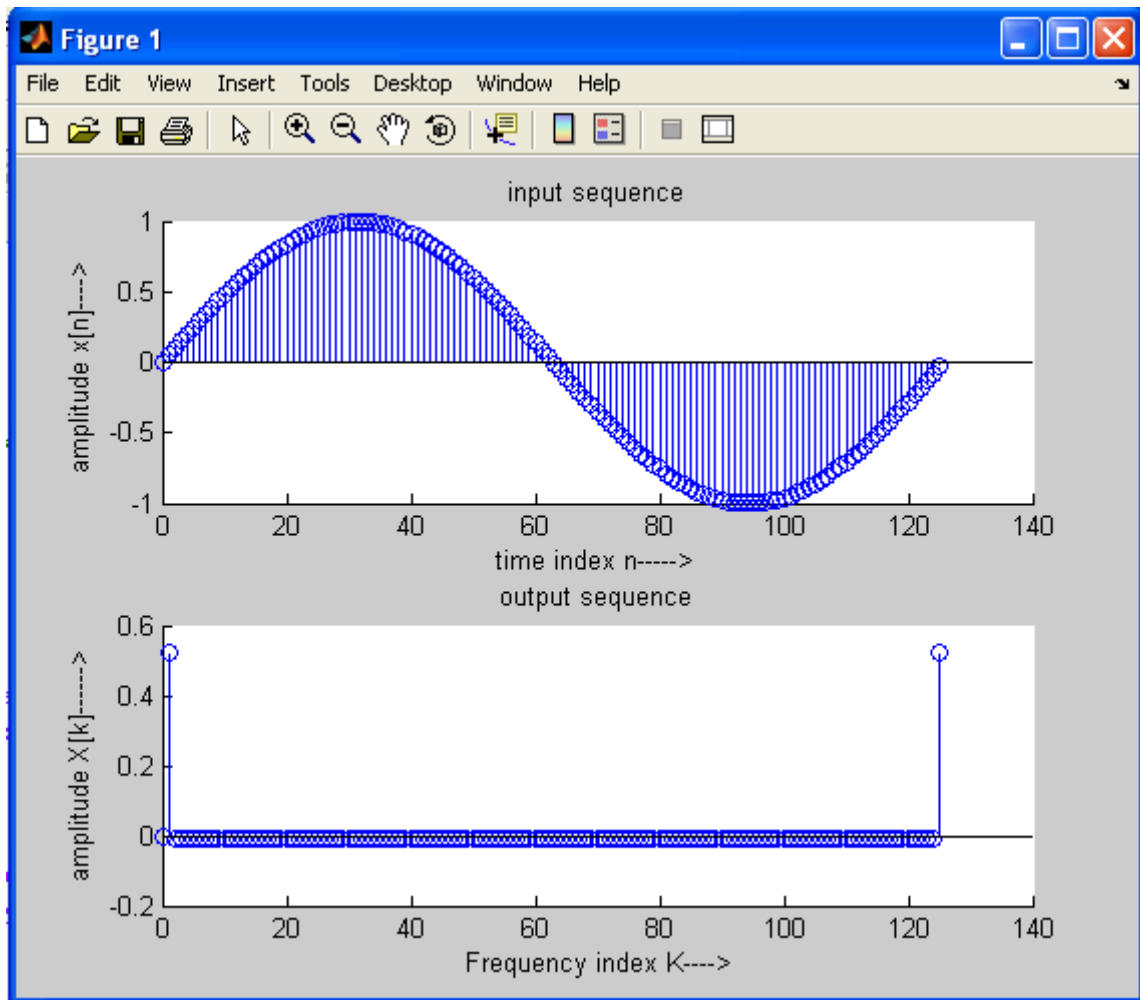 Figure 1
File Edit View Insert Tools Desktop Window Help
input sequence
amplitude x[n]---->
1
0.5
0
-0.5
-1
0 20 40 60 80 100 120 140
time index n----->
output sequence
amplitude X[k]------>
0.6
0.4
0.2
0
-0.2
0 20 40 60 80 100 120 140
Frequency index K---->